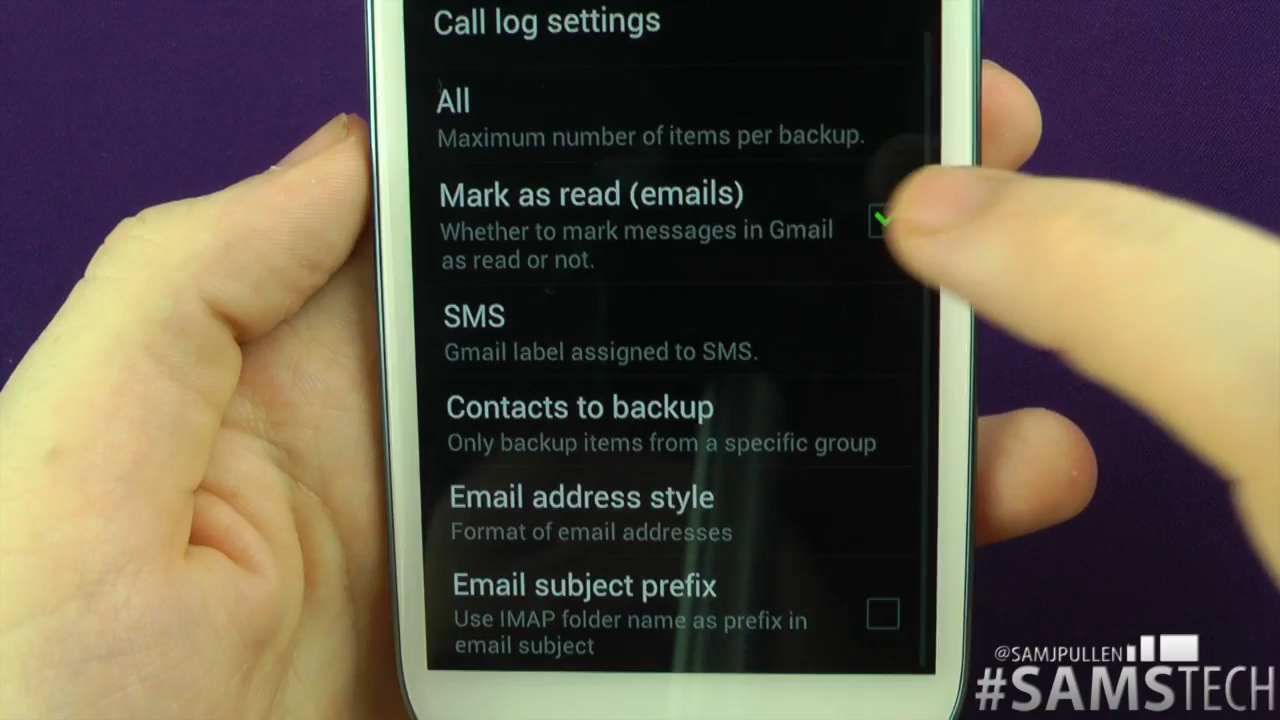 Call log settings
All
Maximum number of items per backup.
Mark as read (emails)
Whether to mark messages in Gmail
as read or not.
SMS
Gmail label assigned to SMS.
Contacts to backup
Only backup items from a specific group
Email address style
Format of email addresses
Email subject prefix
Use IMAP folder name as prefix in
email subject
@SAMJPULLEN
#SAMSTECH